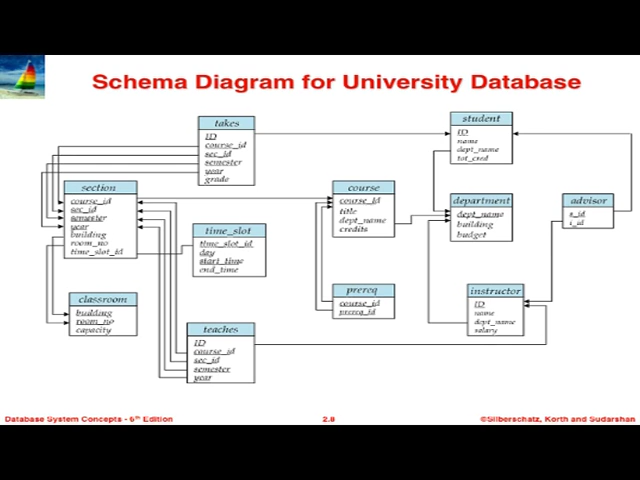 Schema Diagram for University Database
takes
ID
course_id
sec_id
semester
year
grade
student
ID
name
dept_name
tot_cred
section
course_id
sec_id
semester
year
building
room_no
time_slot_id
course
course_id
title
dept_name
credits
department
dept_name
building
budget
advisor
s_id
i_id
time_slot
time_slot_id
day
start_time
end_time
classroom
building
room_no
capacity
prereq
course_id
prereq_id
instructor
ID
name
dept_name
salary
teaches
ID
course_id
sec_id
semester
year
Database System Concepts - 6th Edition
2.8
©Silberschatz, Korth and Sudarshan